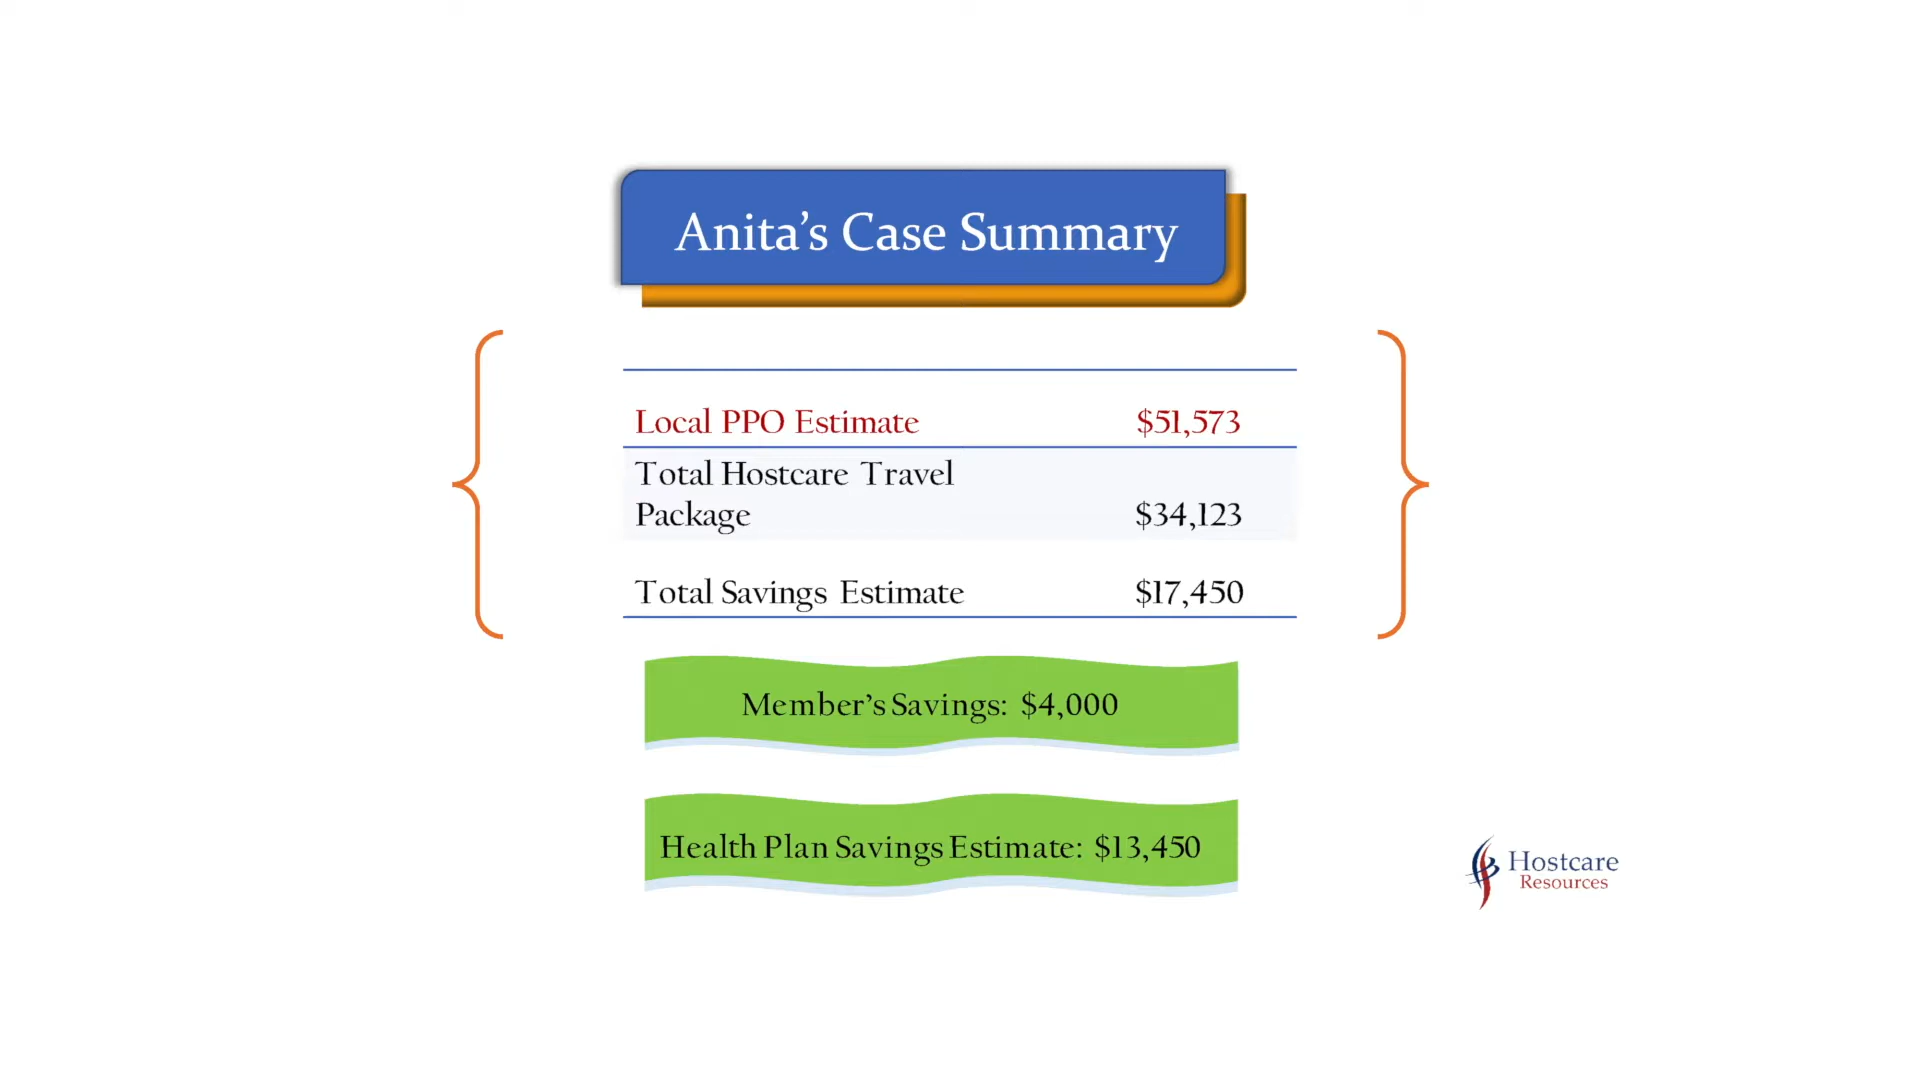 Anita’s Case Summary
Local PPO Estimate $51,573
Total Hostcare Travel
Package $34,123
Total Savings Estimate $17,450
Member’s Savings: $4,000
Health Plan Savings Estimate: $13,450
Hostcare
Resources